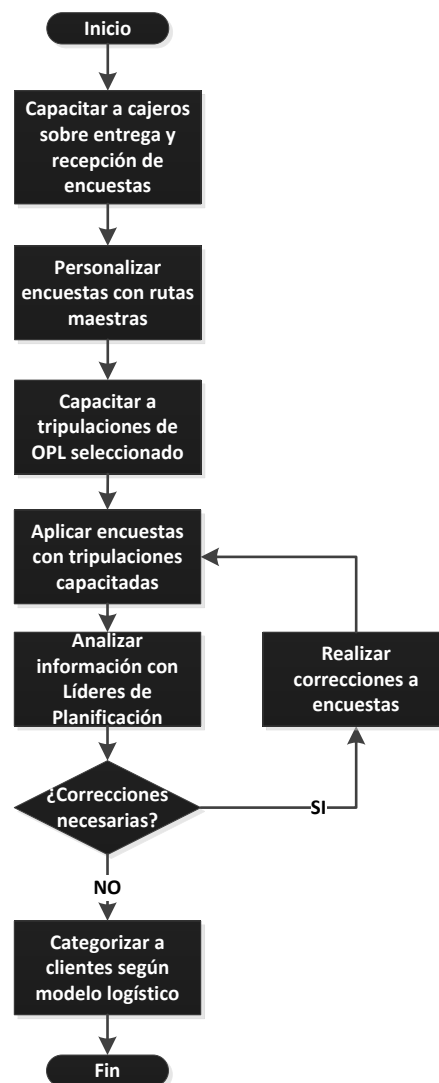 Inicio
Capacitar a cajeros
sobre entrega y
recepción de
encuestas
Personalizar
encuestas con rutas
maestras
Capacitar a
tripulaciones de
OPL seleccionado
Aplicar encuestas
con tripulaciones
capacitadas
Analizar
información con
Líderes de
Planificación
Realizar
correcciones a
encuestas
¿Correcciones
necesarias?
SI
NO
Categorizar a
clientes según
modelo logístico
Fin